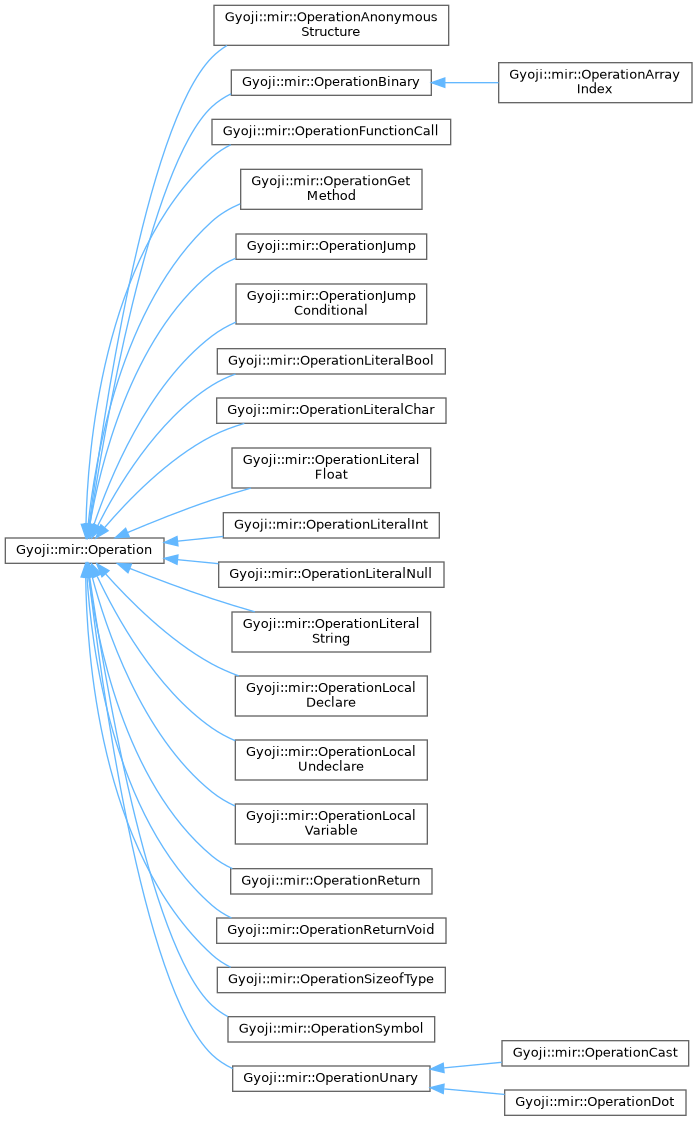 Gyoji::mir::OperationAnonymous
Structure
Gyoji::mir::OperationBinary
Gyoji::mir::OperationArray
Index
Gyoji::mir::OperationFunctionCall
Gyoji::mir::OperationGet
Method
Gyoji::mir::OperationJump
Gyoji::mir::OperationJump
Conditional
Gyoji::mir::OperationLiteralBool
Gyoji::mir::OperationLiteralChar
Gyoji::mir::OperationLiteral
Float
Gyoji::mir::OperationLiteralInt
Gyoji::mir::Operation
Gyoji::mir::OperationLiteralNull
Gyoji::mir::OperationLiteral
String
Gyoji::mir::OperationLocal
Declare
Gyoji::mir::OperationLocal
Undeclare
Gyoji::mir::OperationLocal
Variable
Gyoji::mir::OperationReturn
Gyoji::mir::OperationReturnVoid
Gyoji::mir::OperationSizeofType
Gyoji::mir::OperationSymbol
Gyoji::mir::OperationUnary
Gyoji::mir::OperationCast
Gyoji::mir::OperationDot